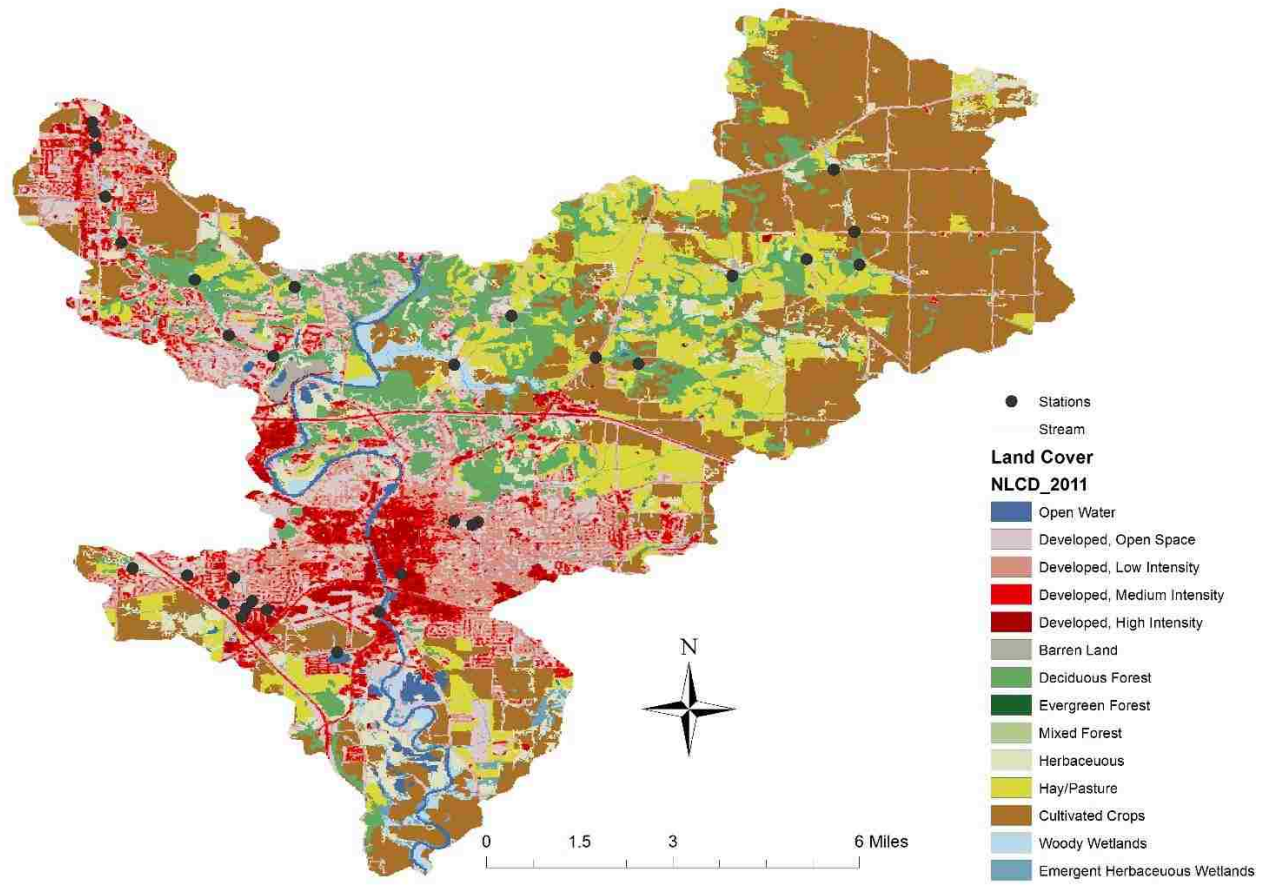 Stations
Stream
Land Cover
NLCD_2011
Open Water
Developed, Open Space
Developed, Low Intensity
Developed, Medium Intensity
Developed, High Intensity
Barren Land
Deciduous Forest
Evergreen Forest
Mixed Forest
Herbaceuous
Hay/Pasture
Cultivated Crops
Woody Wetlands
Emergent Herbaceuous Wetlands
N
0 1.5 3 6 Miles